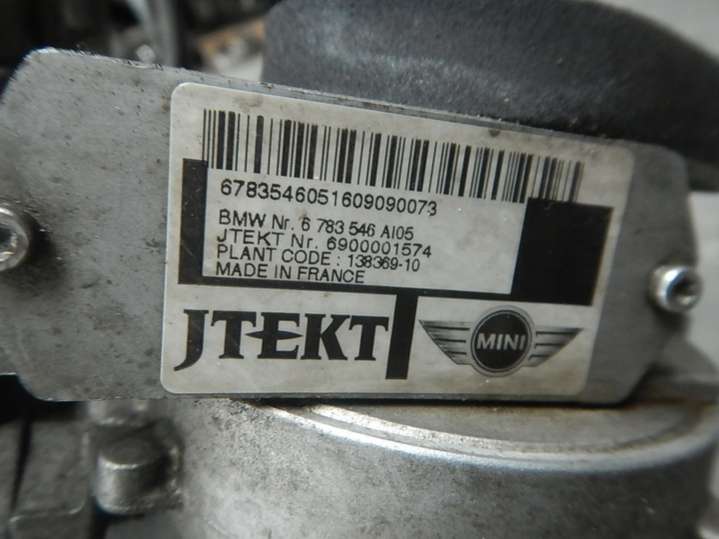 6783546051609090073
BMW Nr. 6 783 546 AI05
JTEKT Nr. 6900001574
PLANT CODE : 138369-10
MADE IN FRANCE
JTEKT
MINI